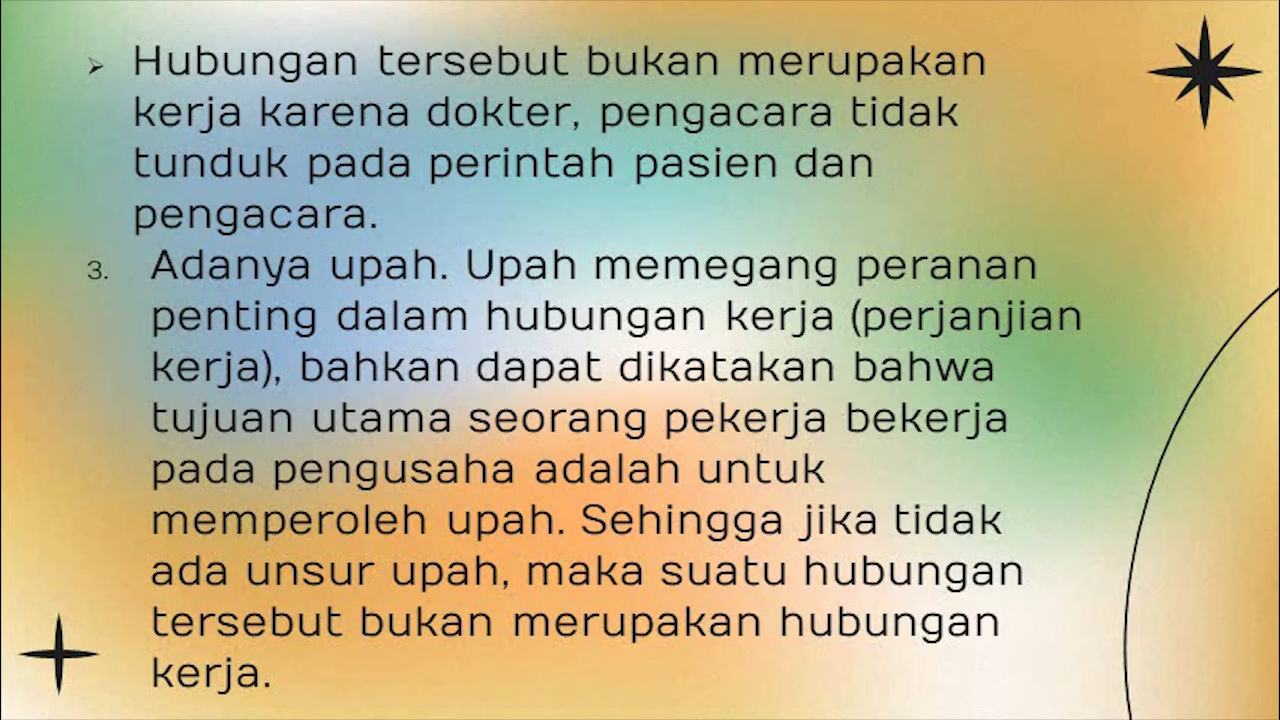 ➢ Hubungan tersebut bukan merupakan
kerja karena dokter, pengacara tidak
tunduk pada perintah pasien dan
pengacara.
3. Adanya upah. Upah memegang peranan
penting dalam hubungan kerja (perjanjian
kerja), bahkan dapat dikatakan bahwa
tujuan utama seorang pekerja bekerja
pada pengusaha adalah untuk
memperoleh upah. Sehingga jika tidak
ada unsur upah, maka suatu hubungan
tersebut bukan merupakan hubungan
kerja.